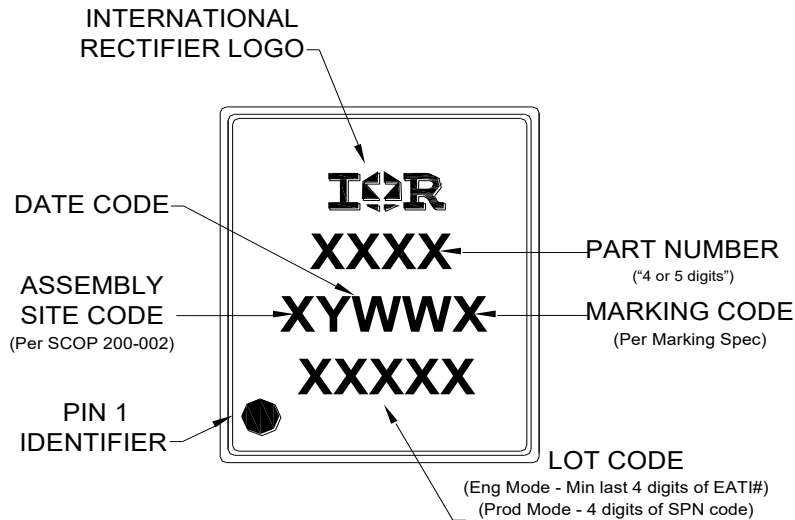 INTERNATIONAL
RECTIFIER LOGO
IOR
DATE CODE
XXXX
PART NUMBER
("4 or 5 digits")
ASSEMBLY
SITE CODE
(Per SCOP 200-002)
XYWWX
MARKING CODE
(Per Marking Spec)
XXXXX
PIN 1
IDENTIFIER
LOT CODE
(Eng Mode - Min last 4 digits of EATI#)
(Prod Mode - 4 digits of SPN code)